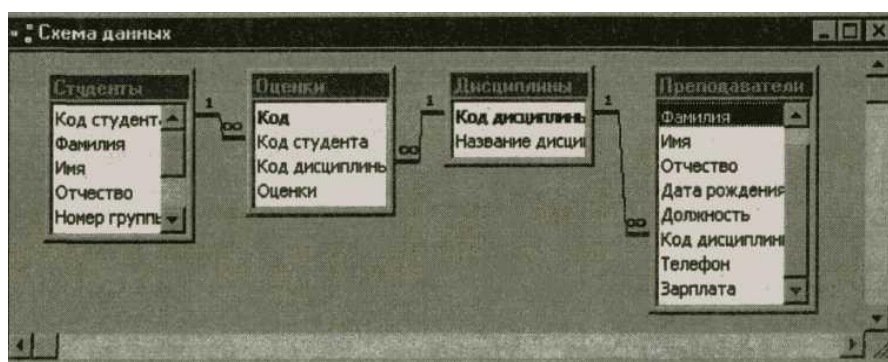 Схема данных
Студенты
Код студент
Фамилия
Имя
Отчество
Номер группы
1
∞
Оценки
Код
Код студента
Код дисциплины
Оценки
∞
1
Дисциплины
Код дисциплины
Название дисци
1
∞
Преподаватели
Фамилия
Имя
Отчество
Дата рождения
Должность
Код дисциплин
Телефон
Зарплата